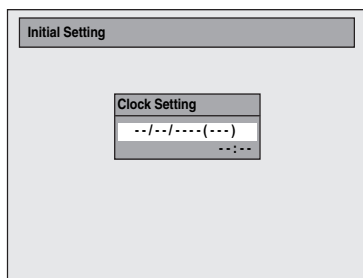 Initial Setting
Clock Setting
--/--/----(---)
--:--